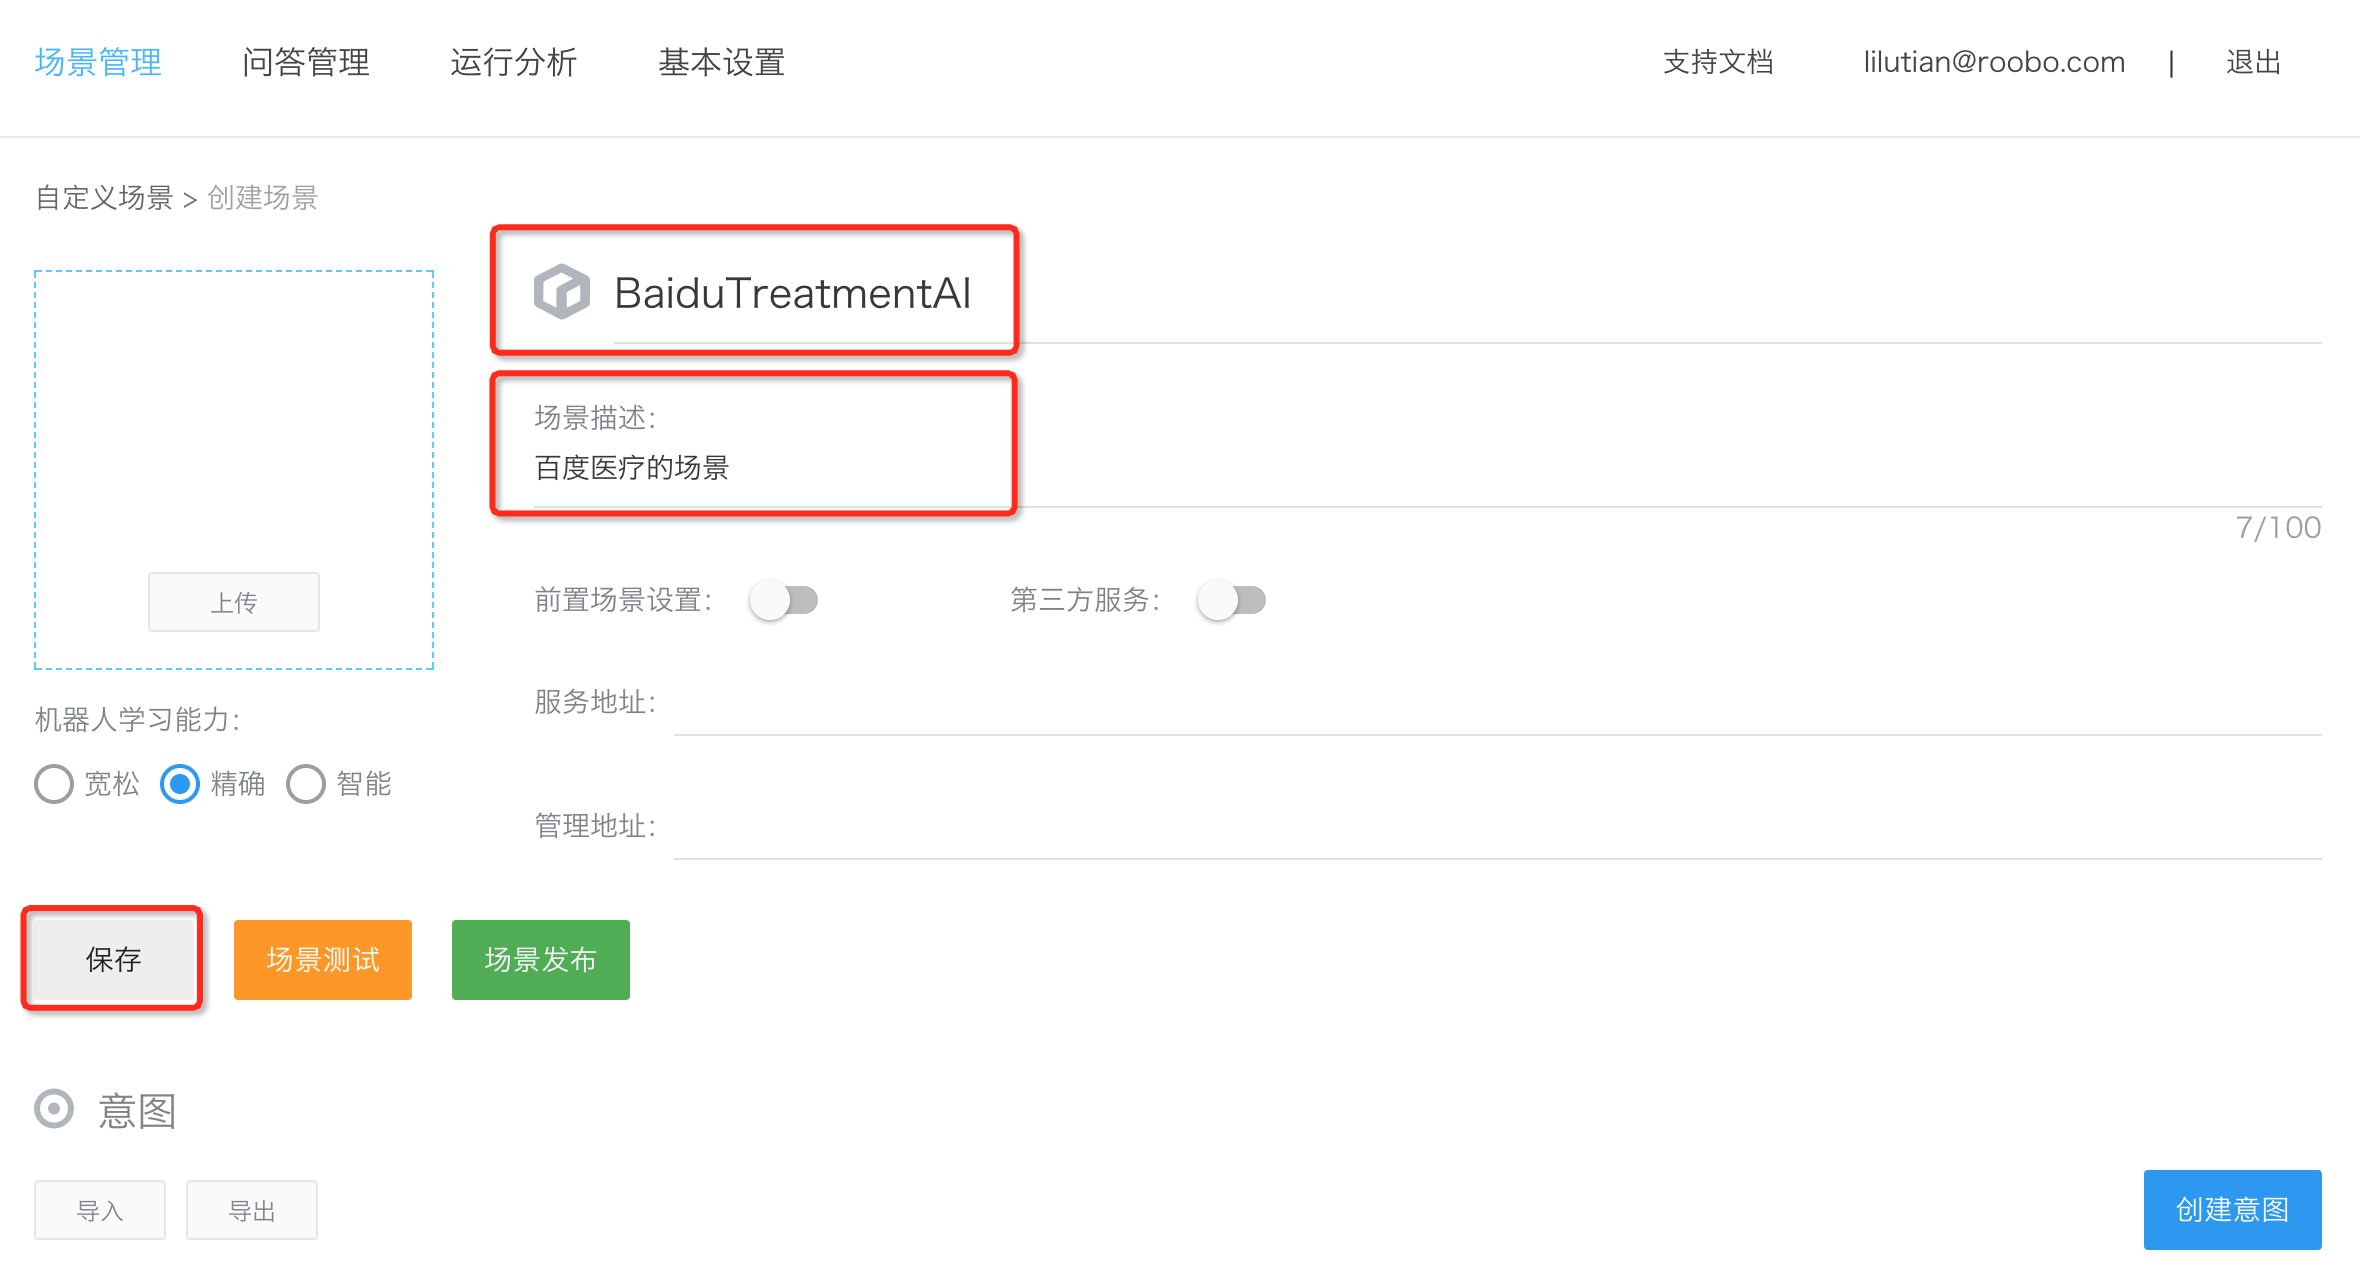 场景管理 问答管理 运行分析 基本设置 支持文档 lilutian@roobo.com | 退出
自定义场景 > 创建场景
BaiduTreatmentAI
场景描述:
百度医疗的场景
7/100
上传
前置场景设置: 第三方服务:
服务地址:
机器人学习能力:
宽松 精确 智能
管理地址:
保存 场景测试 场景发布
意图
导入 导出 创建意图